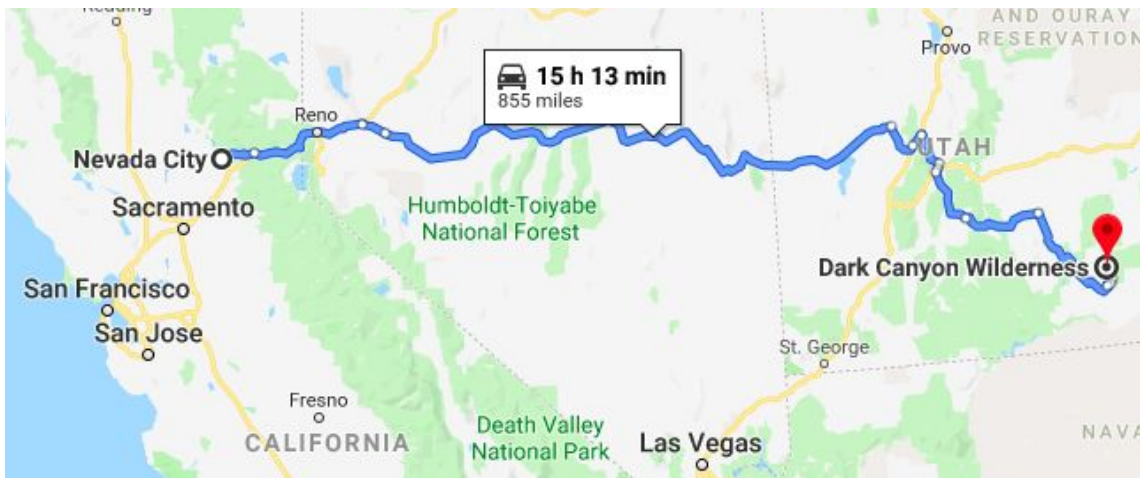 Redding
AND OURAY
RESERVATION
Provo
15 h 13 min
855 miles
Reno
Nevada City
UTAH
Sacramento
Humboldt-Toiyabe
National Forest
Dark Canyon Wilderness
San Francisco
San Jose
St. George
Fresno
CALIFORNIA
Death Valley
National Park
Las Vegas
NAVA